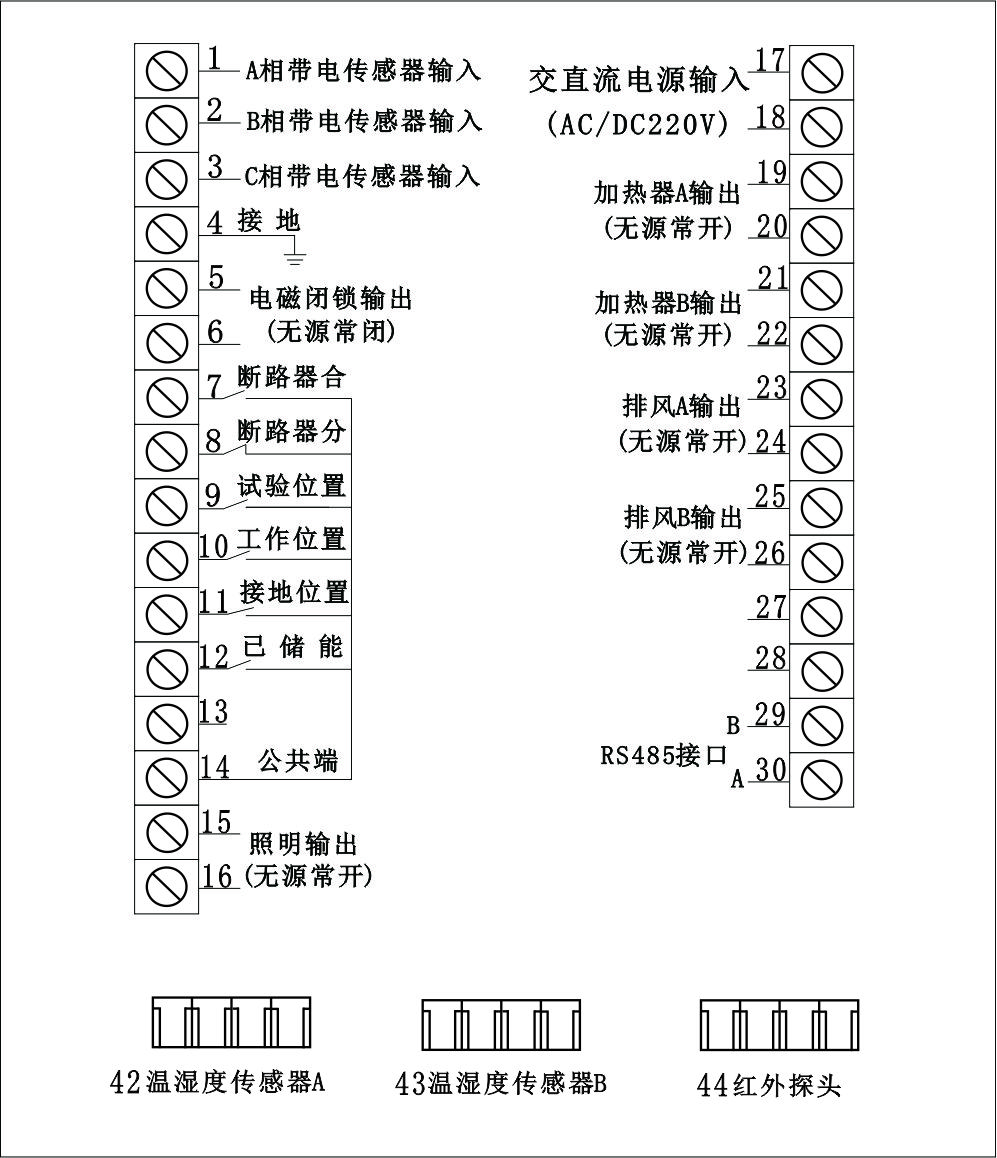 1 A相带电传感器输入
2 B相带电传感器输入
3 C相带电传感器输入
4 接地
5
电磁闭锁输出
(无源常闭)
6
7 断路器合
8 断路器分
9 试验位置
10 工作位置
11 接地位置
12 已储能
13
14 公共端
15
照明输出
16 (无源常开)
交直流电源输入 17
(AC/DC220V) 18
19
加热器A输出
(无源常开) 20
21
加热器B输出
(无源常开) 22
23
排风A输出
(无源常开) 24
25
排风B输出
(无源常开) 26
27
28
B 29
RS485接口
A 30
42温湿度传感器A
43温湿度传感器B
44红外探头